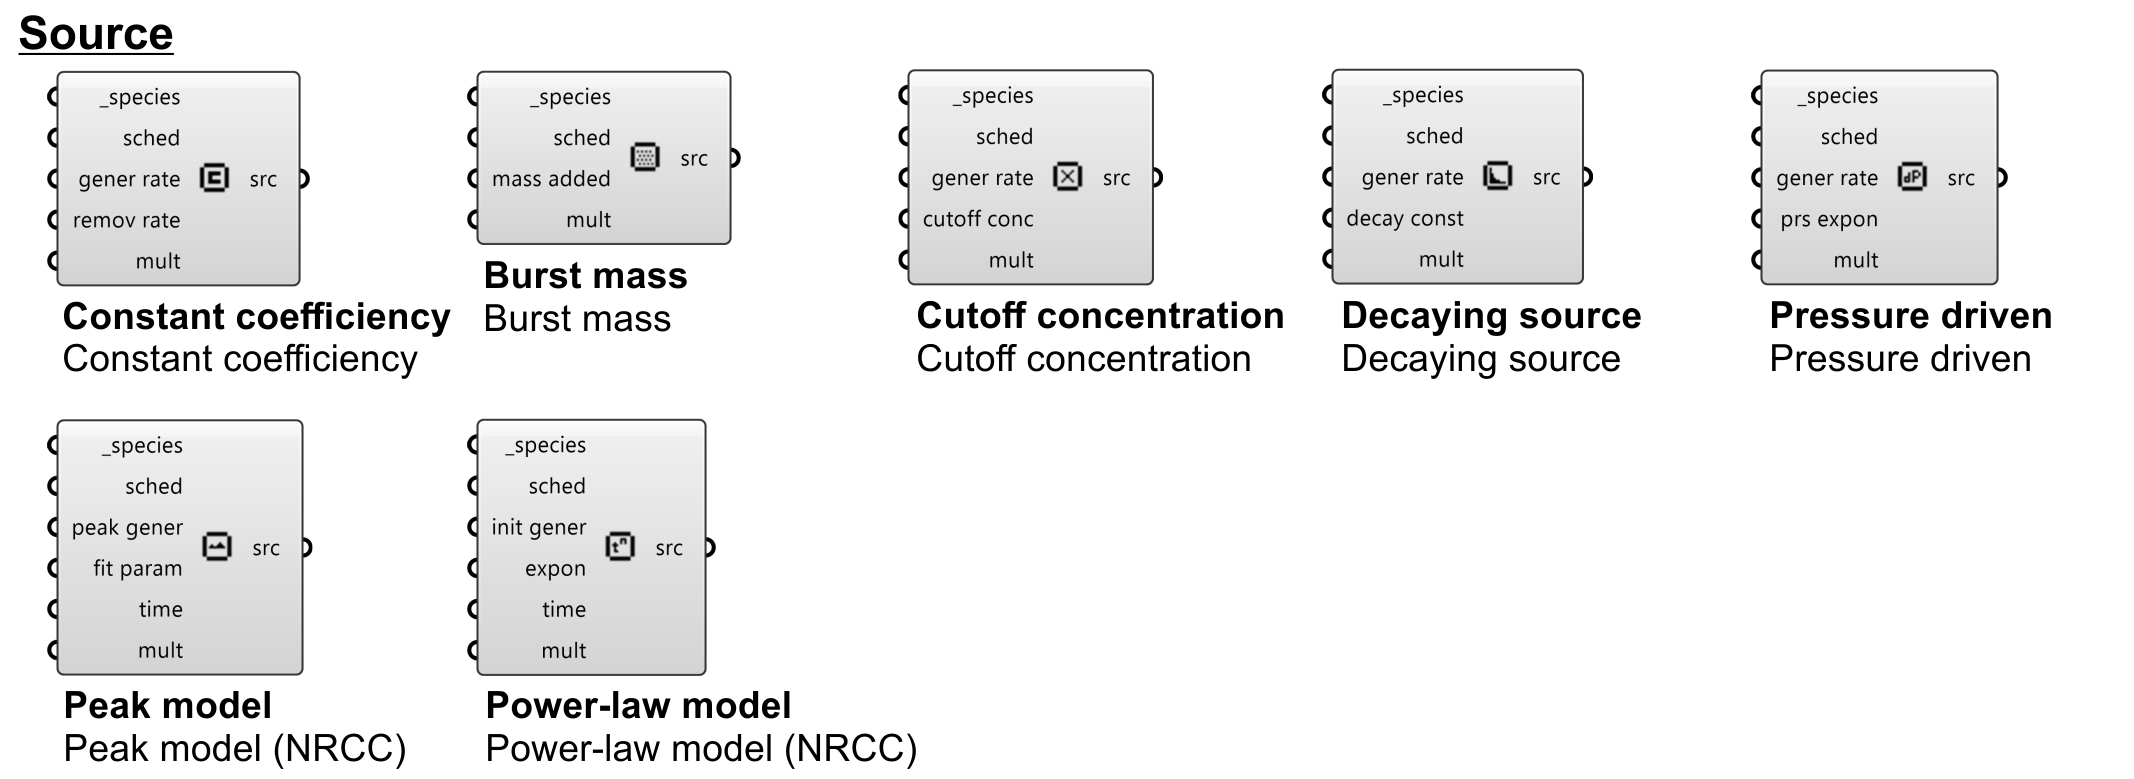 Source
_species
sched
gener rate
remov rate
mult
src
Constant coefficiency
Constant coefficiency
_species
sched
mass added
mult
src
Burst mass
Burst mass
_species
sched
gener rate
cutoff conc
mult
src
Cutoff concentration
Cutoff concentration
_species
sched
gener rate
decay const
mult
src
Decaying source
Decaying source
_species
sched
gener rate
prs expon
mult
dP
src
Pressure driven
Pressure driven
_species
sched
peak gener
fit param
time
mult
src
Peak model
Peak model (NRCC)
_species
sched
init gener
expon
time
mult
tⁿ
src
Power-law model
Power-law model (NRCC)